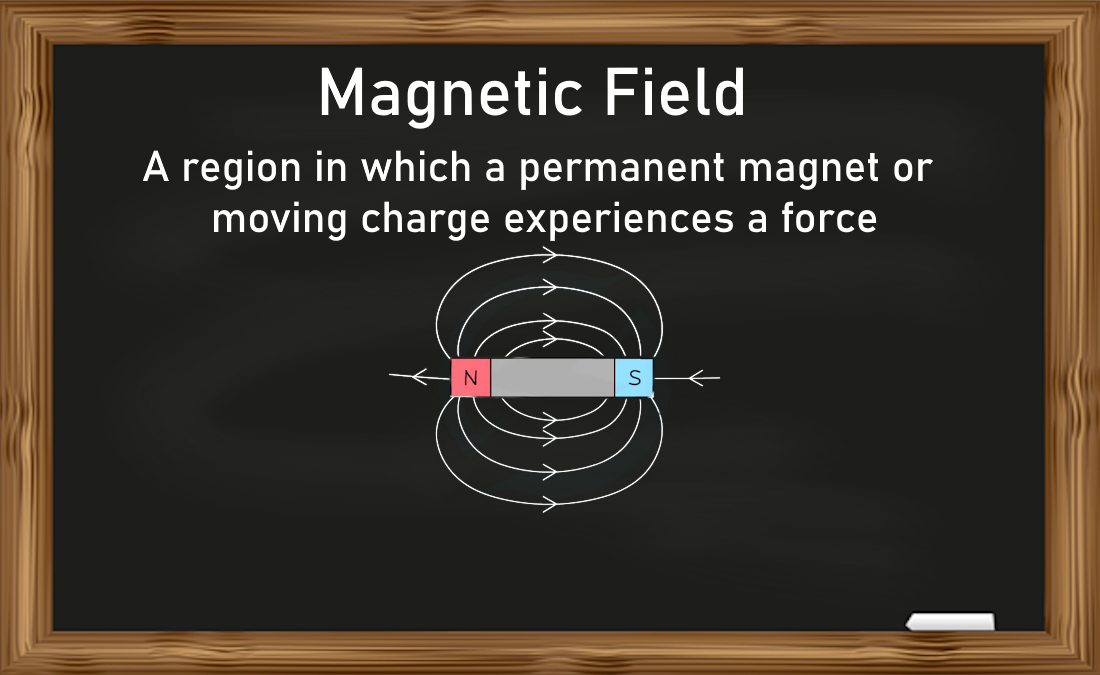 Magnetic Field
A region in which a permanent magnet or
moving charge experiences a force
N S